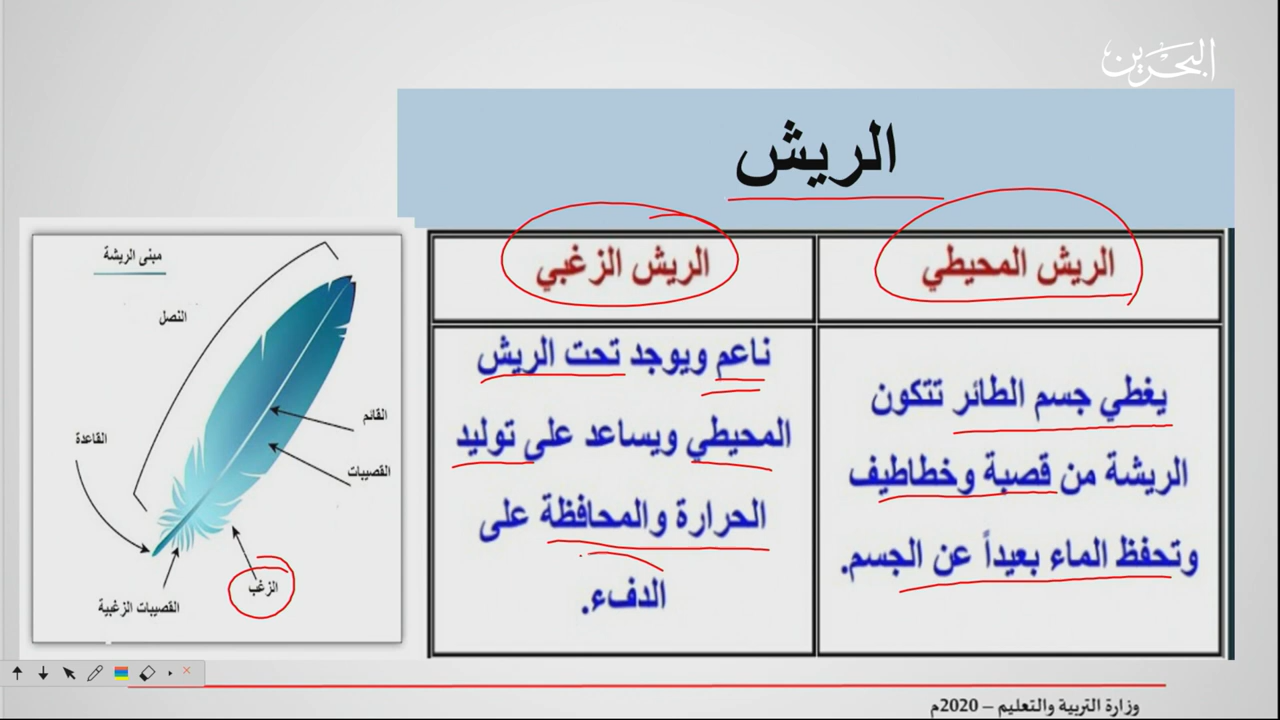 البحرين
الريش
الريش المحيطي
الريش الزغبي
يغطي جسم الطائر تتكون
الريشة من قصبة وخطاطيف
وتحفظ الماء بعيداً عن الجسم.
ناعم ويوجد تحت الريش
المحيطي ويساعد على توليد
الحرارة والمحافظة على
الدفء.
مبنى الريشة
النصل
القائم
القاعدة
القصيبات
الزغب
القصيبات الزغبية
وزارة التربية والتعليم – 2020م